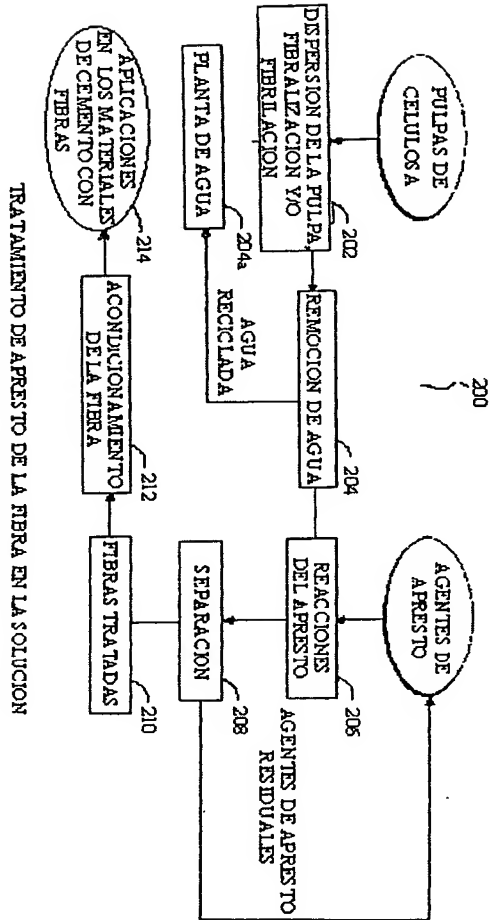 200
PULPAS DE
CELULOSA
DISPERSION DE LA PULPA,
FIBRALIZACION Y/O
FIBRILACION
202
REMOCION DE AGUA
204
AGUA
RECICLADA
PLANTA DE AGUA
204a
AGENTES DE
APRESTO
REACCIONES
DEL APRESTO
206
AGENTES DE APRESTO
RESIDUALES
SEPARACION
208
FIBRAS TRATADAS
210
ACONDICIONAMIENTO
DE LA FIBRA
212
APLICACIONES
EN LOS MATERIALES
DE CEMENTO CON
FIBRAS
214
TRATAMIENTO DE APRESTO DE LA FIBRA EN LA SOLUCION